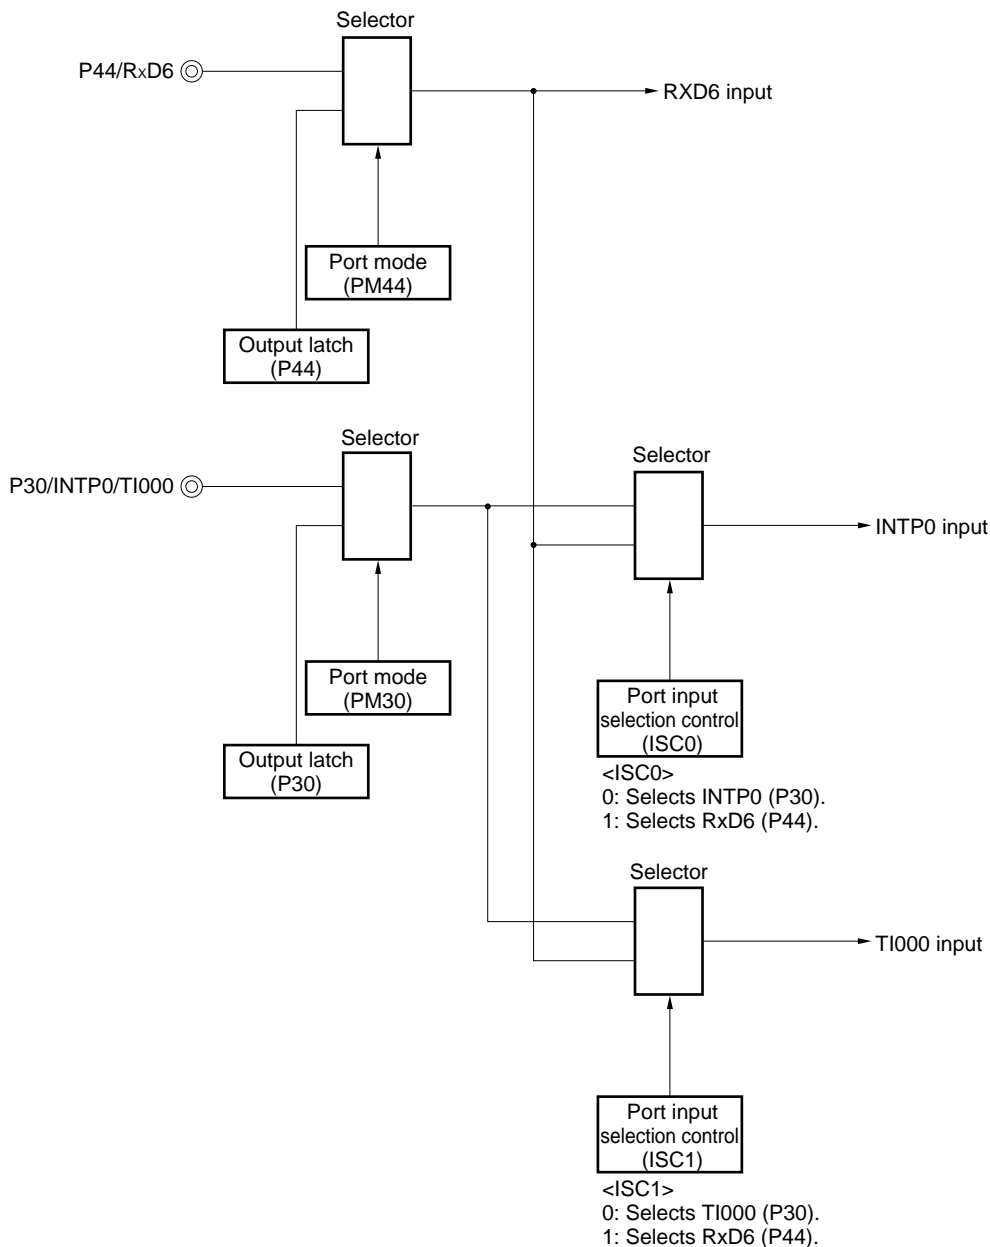 Selector
P44/RxD6
RXD6 input
Port mode
(PM44)
Output latch
(P44)
Selector
P30/INTP0/TI000
Selector
INTP0 input
Port mode
(PM30)
Output latch
(P30)
Port input
selection control
(ISC0)
<ISC0>
0: Selects INTP0 (P30).
1: Selects RxD6 (P44).
Selector
TI000 input
Port input
selection control
(ISC1)
<ISC1>
0: Selects TI000 (P30).
1: Selects RxD6 (P44).